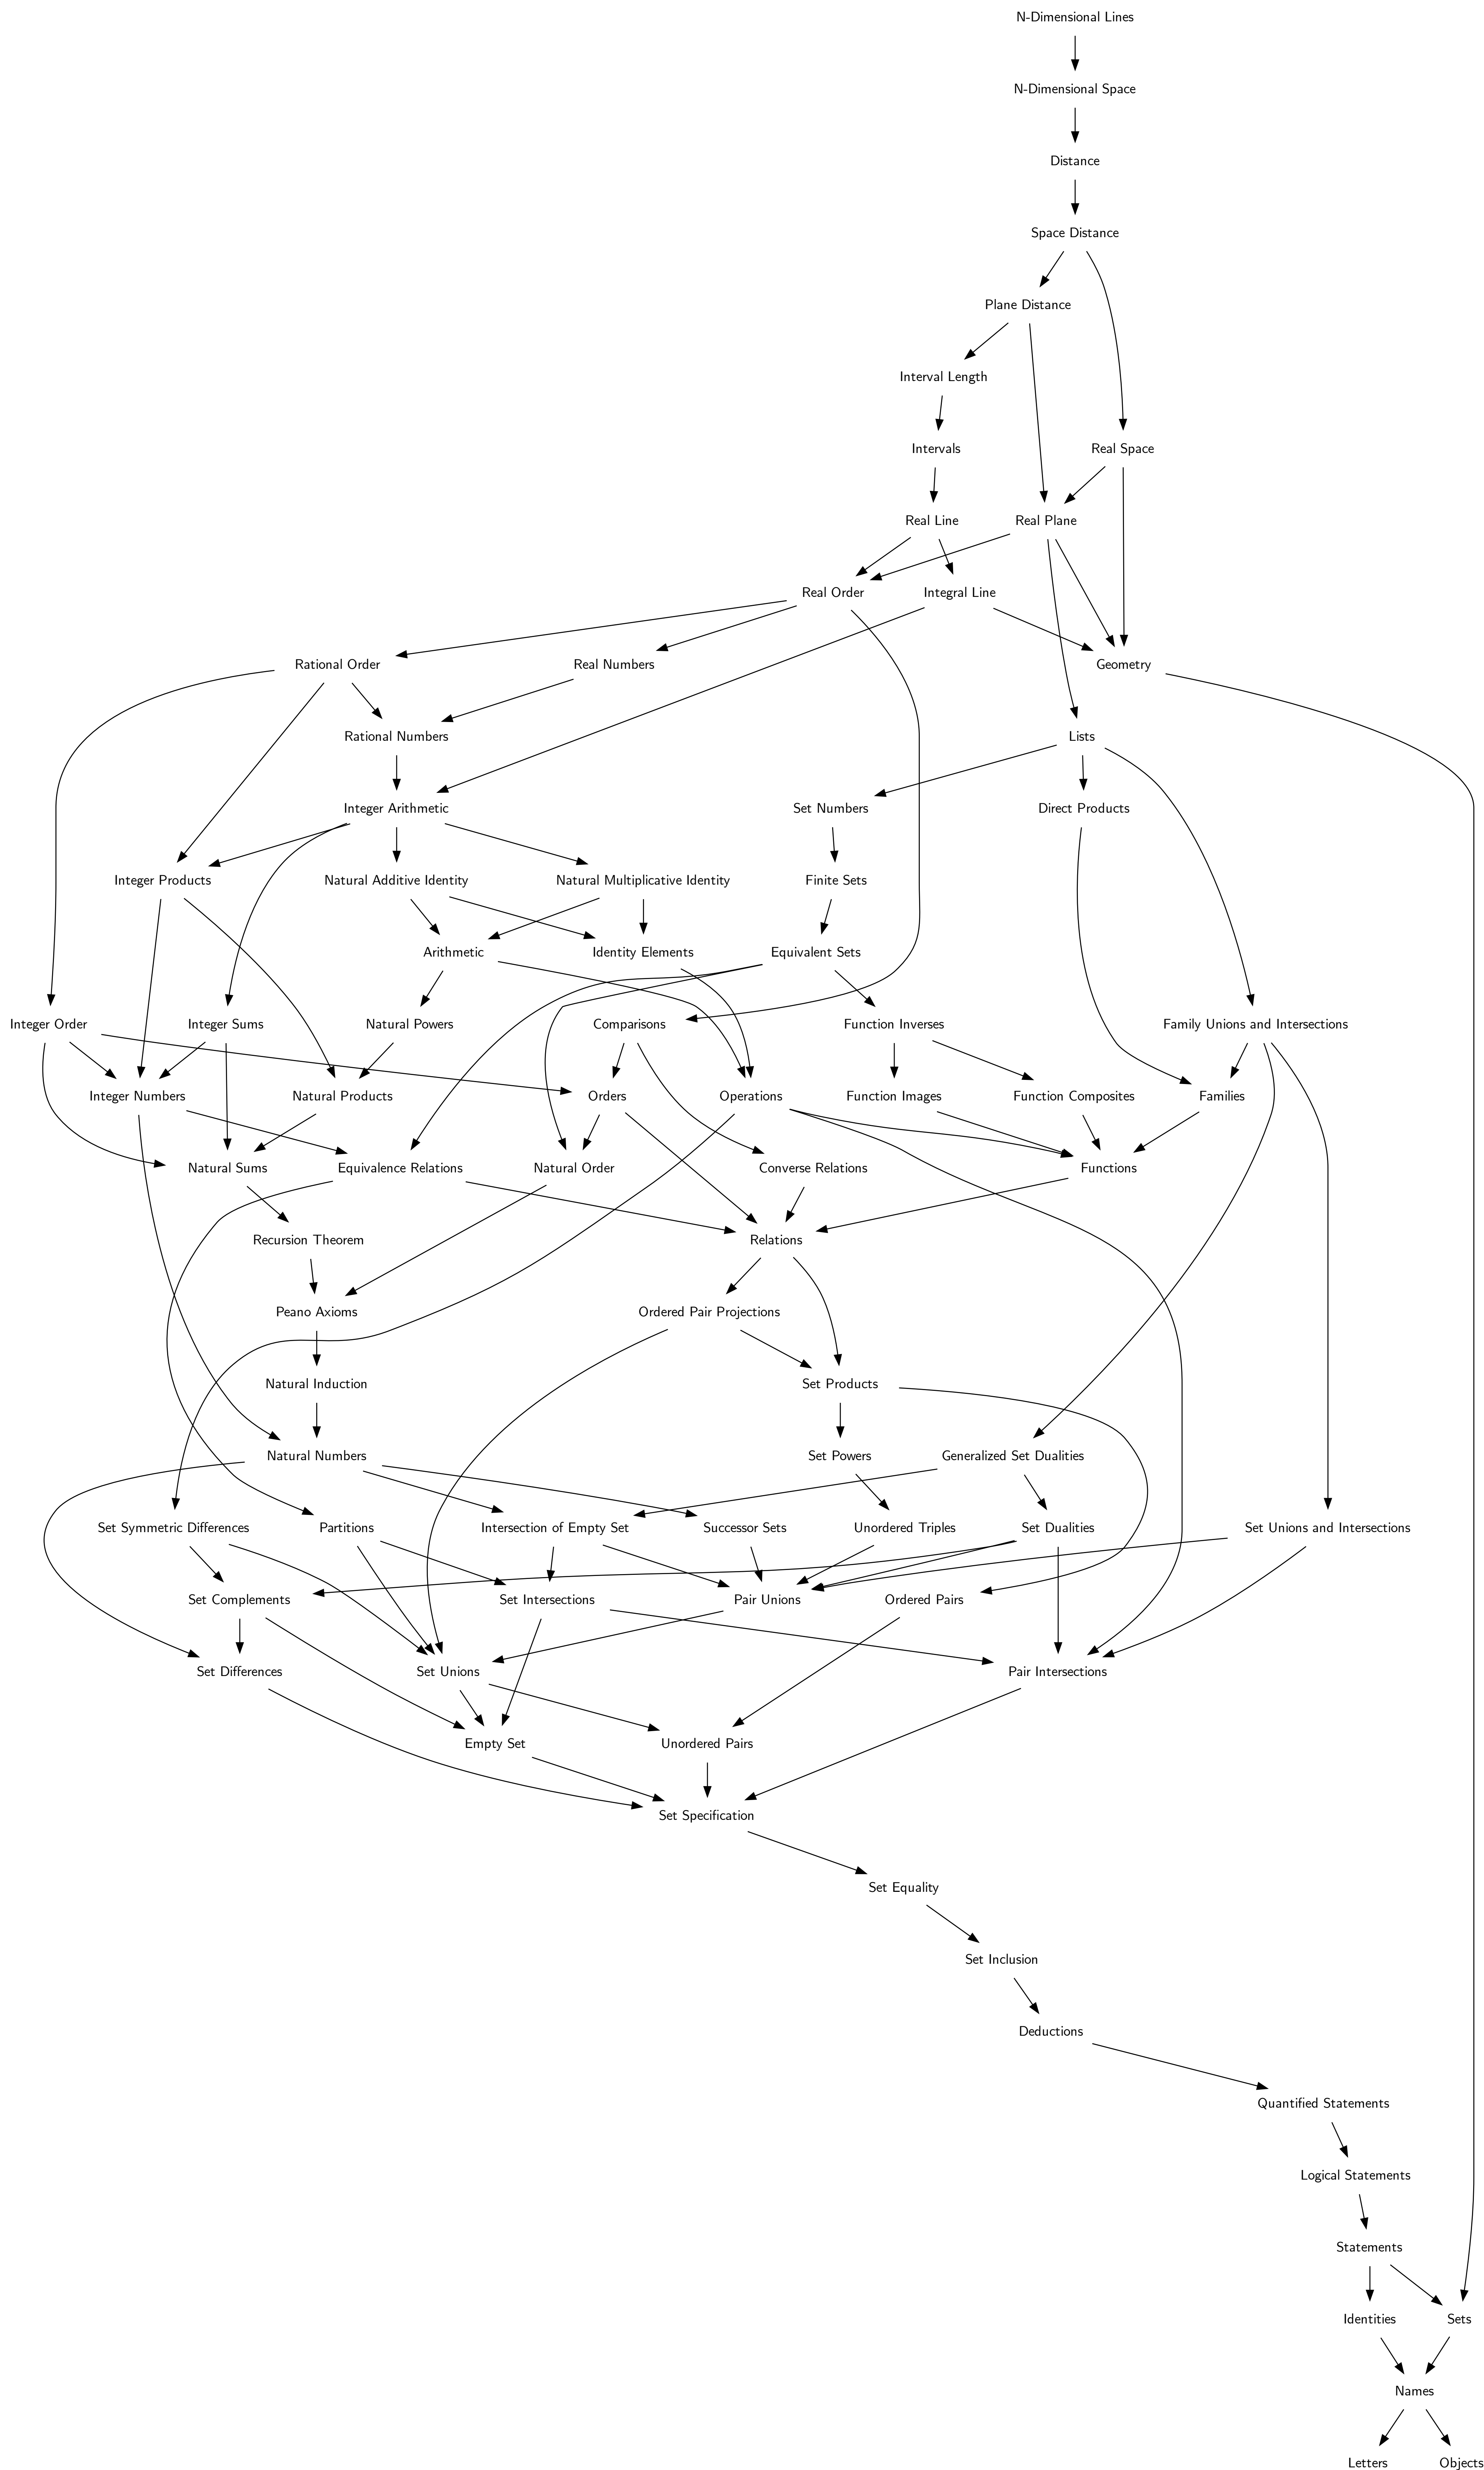 N-Dimensional Lines
N-Dimensional Space
Distance
Space Distance
Plane Distance
Interval Length
Intervals
Real Space
Real Line
Real Plane
Real Order
Integral Line
Rational Order
Real Numbers
Geometry
Rational Numbers
Lists
Integer Arithmetic
Set Numbers
Direct Products
Integer Products
Natural Additive Identity
Natural Multiplicative Identity
Finite Sets
Arithmetic
Identity Elements
Equivalent Sets
Integer Order
Integer Sums
Natural Powers
Comparisons
Function Inverses
Family Unions and Intersections
Integer Numbers
Natural Products
Orders
Operations
Function Images
Function Composites
Families
Natural Sums
Equivalence Relations
Natural Order
Converse Relations
Functions
Recursion Theorem
Relations
Peano Axioms
Ordered Pair Projections
Natural Induction
Set Products
Natural Numbers
Set Powers
Generalized Set Dualities
Set Symmetric Differences
Partitions
Intersection of Empty Set
Successor Sets
Unordered Triples
Set Dualities
Set Unions and Intersections
Set Complements
Set Intersections
Pair Unions
Ordered Pairs
Set Differences
Set Unions
Pair Intersections
Empty Set
Unordered Pairs
Set Specification
Set Equality
Set Inclusion
Deductions
Quantified Statements
Logical Statements
Statements
Identities
Sets
Names
Letters
Objects